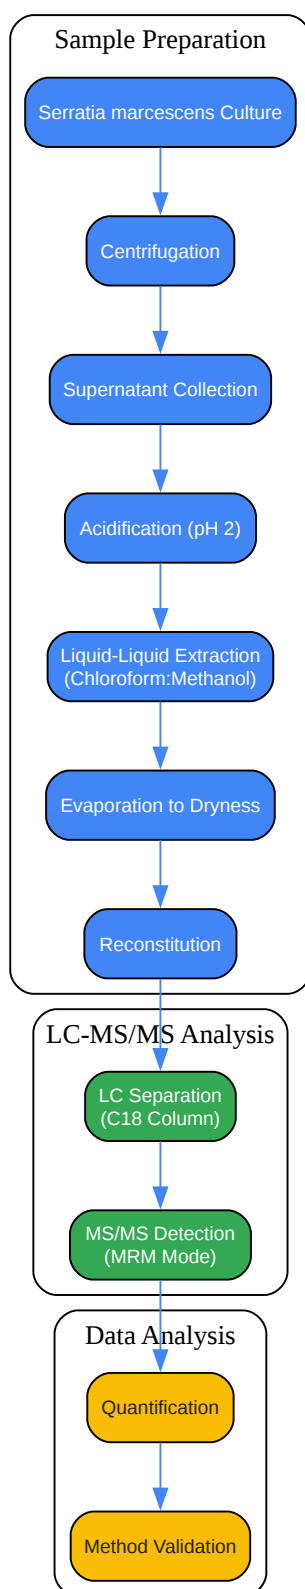 Sample Preparation
Serratia marcescens Culture
Centrifugation
Supernatant Collection
Acidification (pH 2)
Liquid-Liquid Extraction
(Chloroform:Methanol)
Evaporation to Dryness
Reconstitution
LC-MS/MS Analysis
LC Separation
(C18 Column)
MS/MS Detection
(MRM Mode)
Data Analysis
Quantification
Method Validation